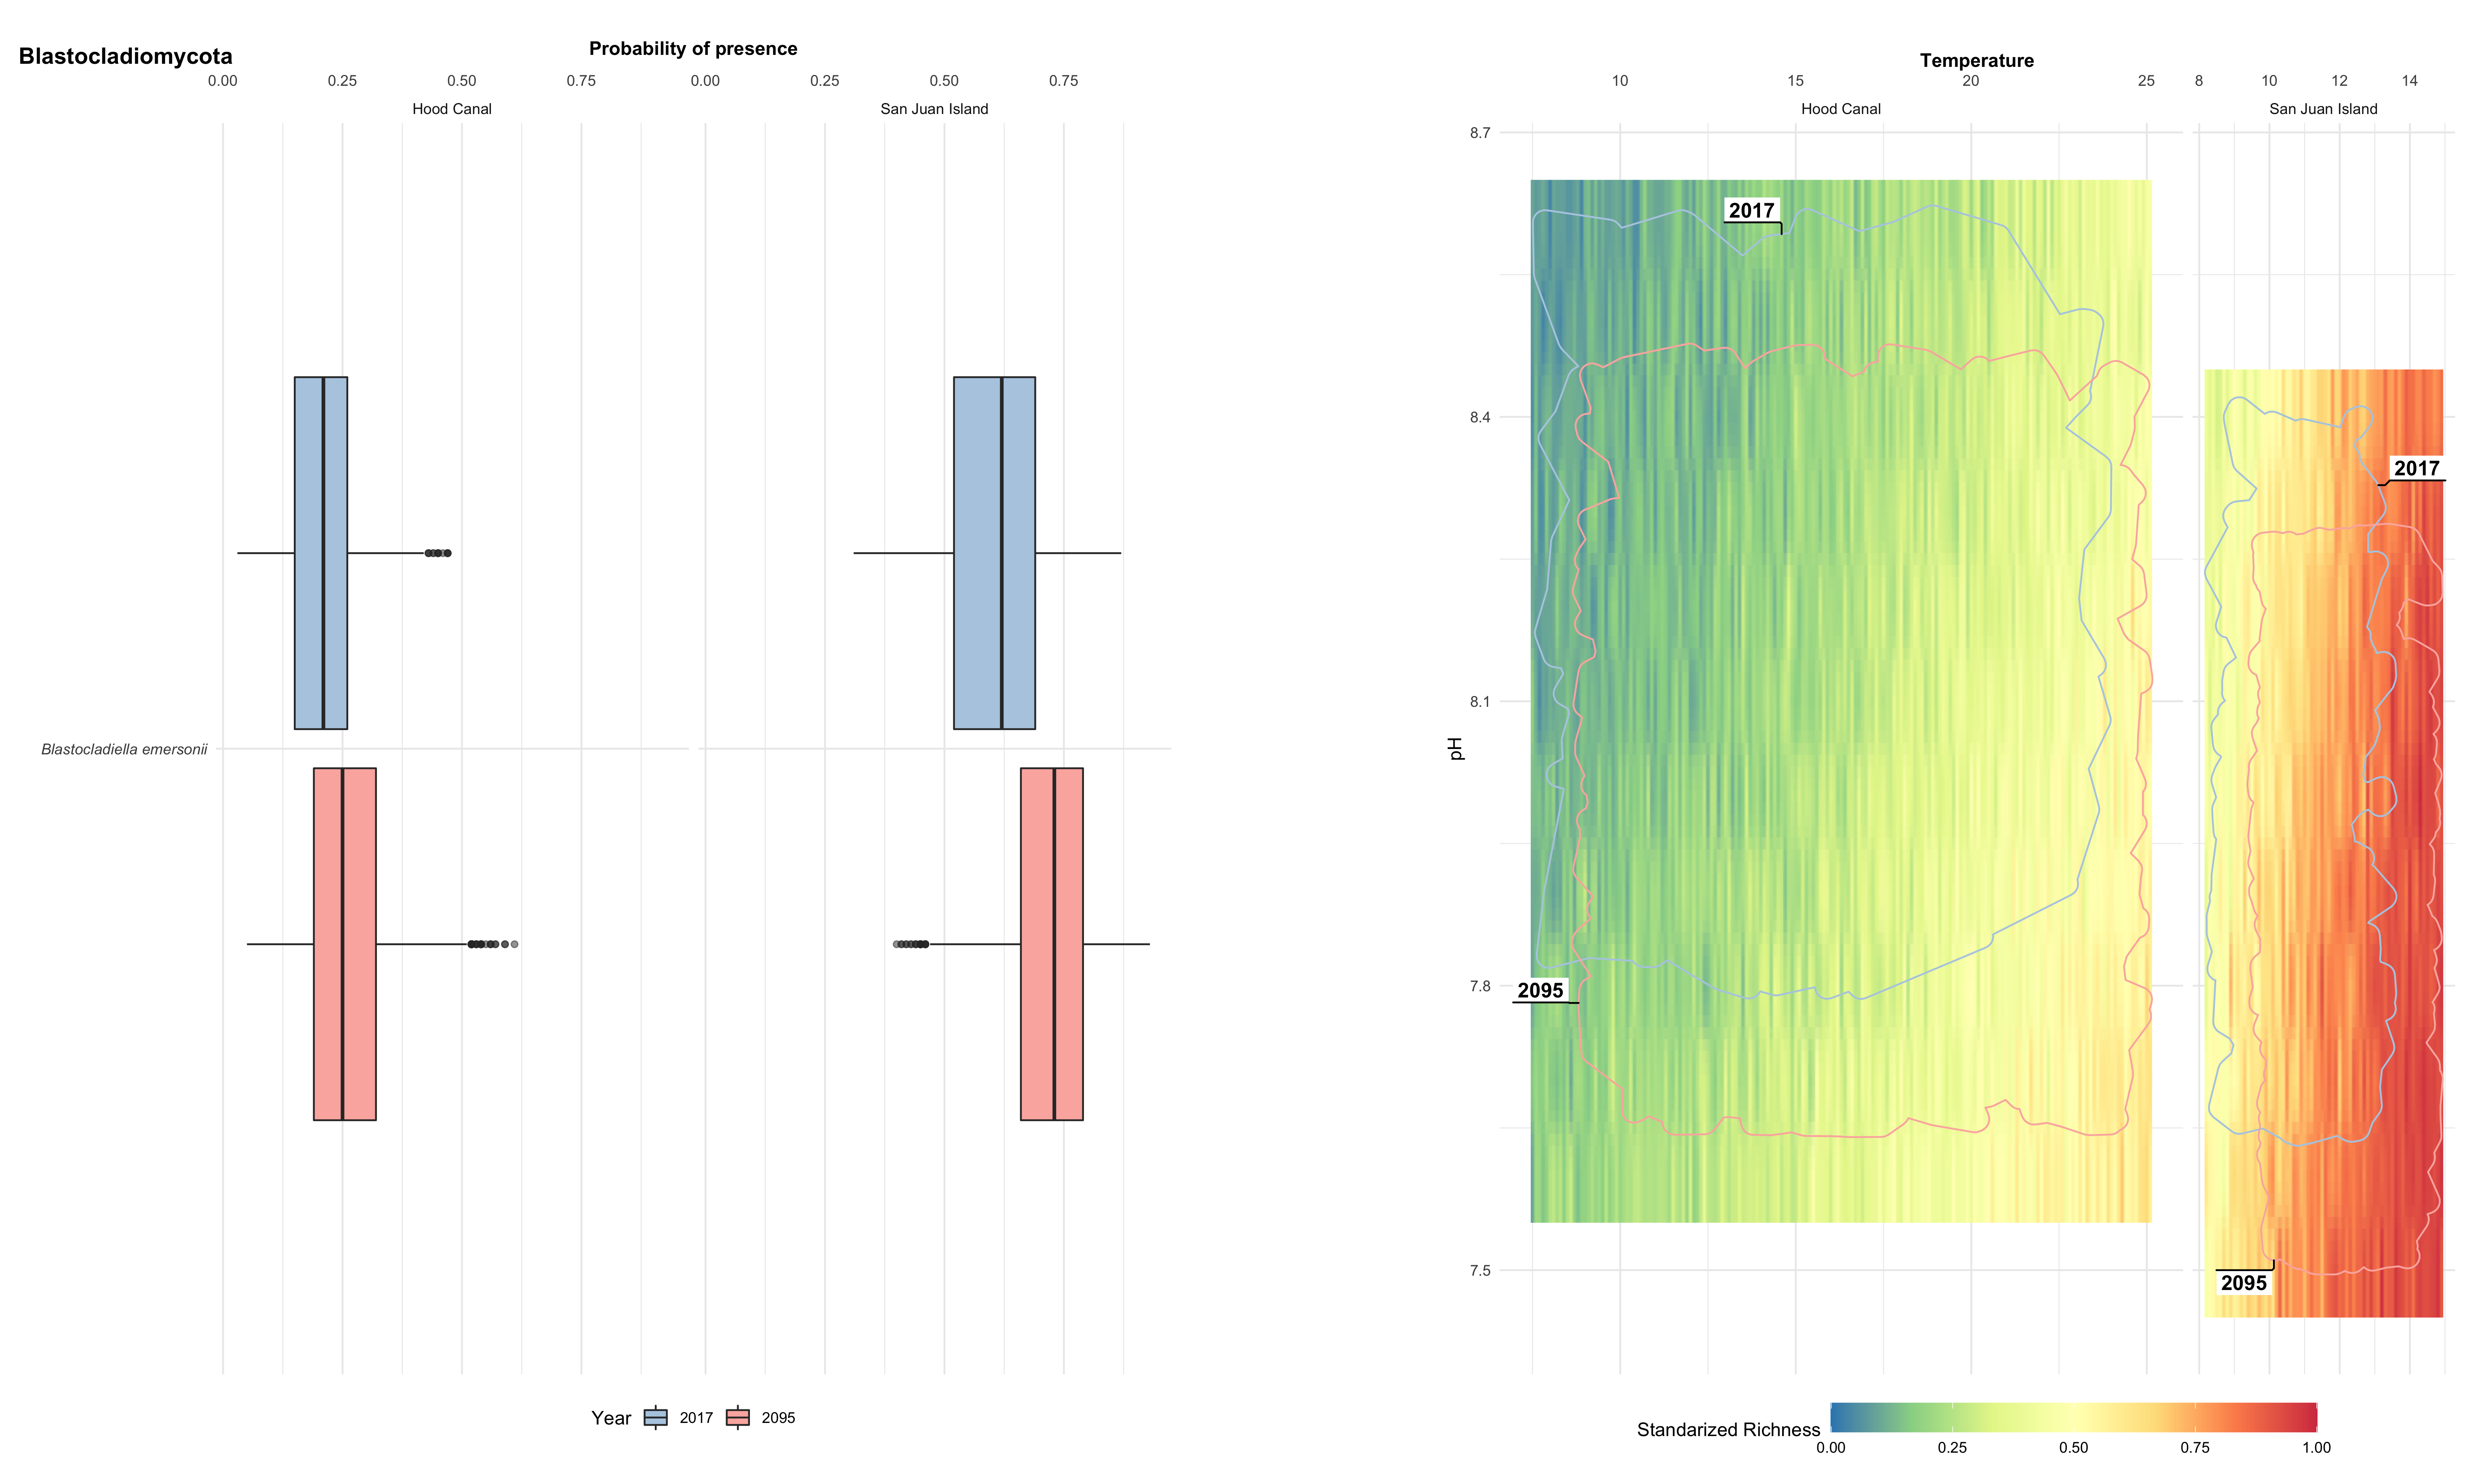 Blastocladiomycota
Probability of presence
0.00 0.25 0.50 0.75 0.00 0.25 0.50 0.75
Hood Canal San Juan Island
Blastocladiella emersonii
Year 2017 2095
Temperature
10 15 20 25 8 10 12 14
Hood Canal San Juan Island
8.7
8.4
8.1
7.8
7.5
pH
2017
2017
2095
2095
Standarized Richness
0.00 0.25 0.50 0.75 1.00